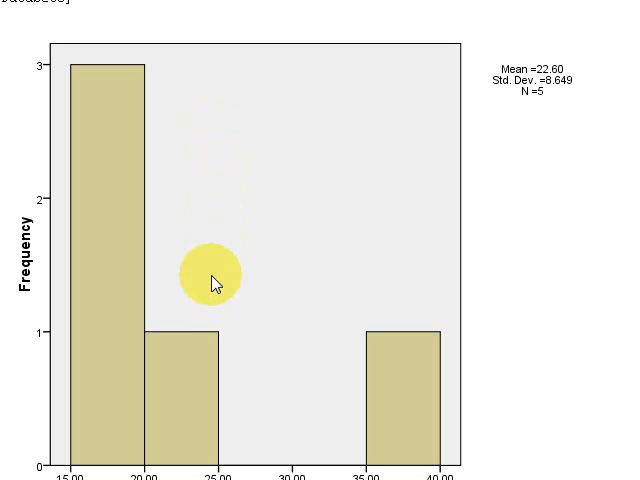 3
2
1
0
Frequency
15.00 20.00 25.00 30.00 35.00 40.00
Mean =22.60
Std. Dev. =8.649
N =5